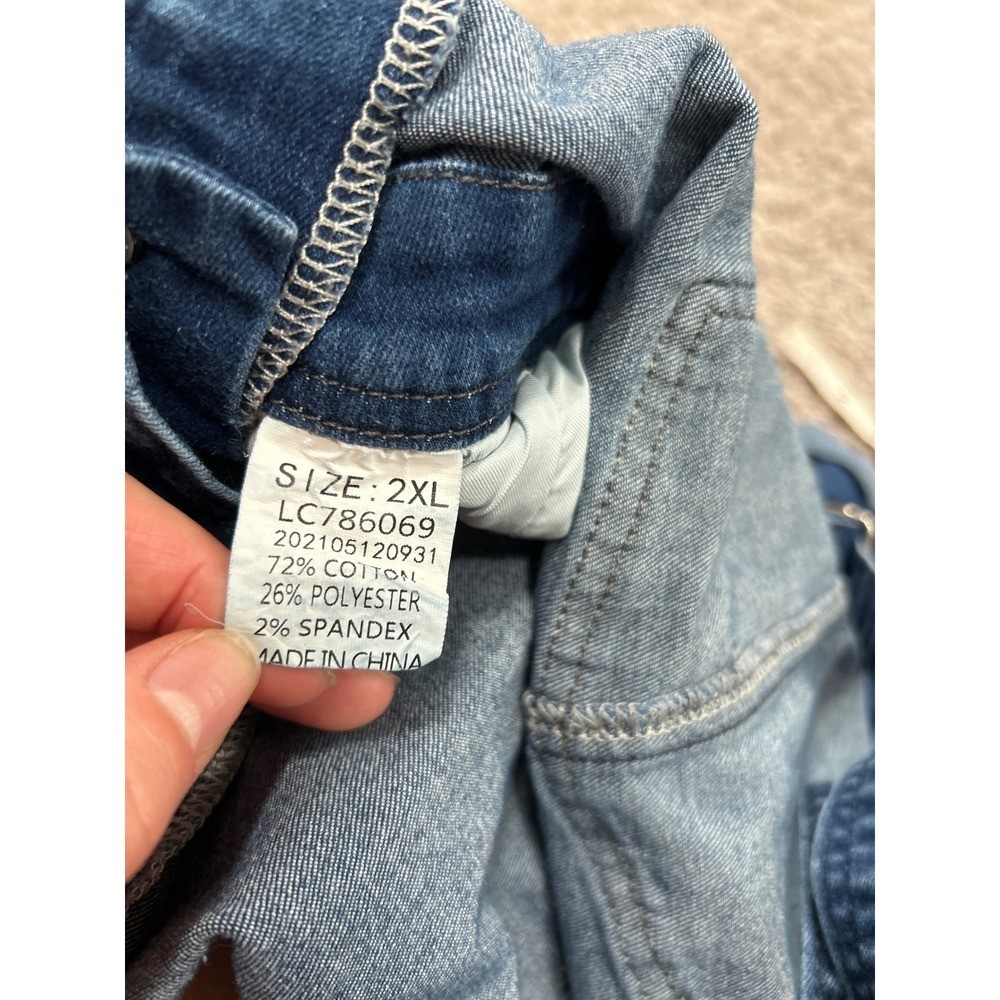 SIZE: 2XL
LC786069
202105120931
72% COTTON
26% POLYESTER
2% SPANDEX
MADE IN CHINA